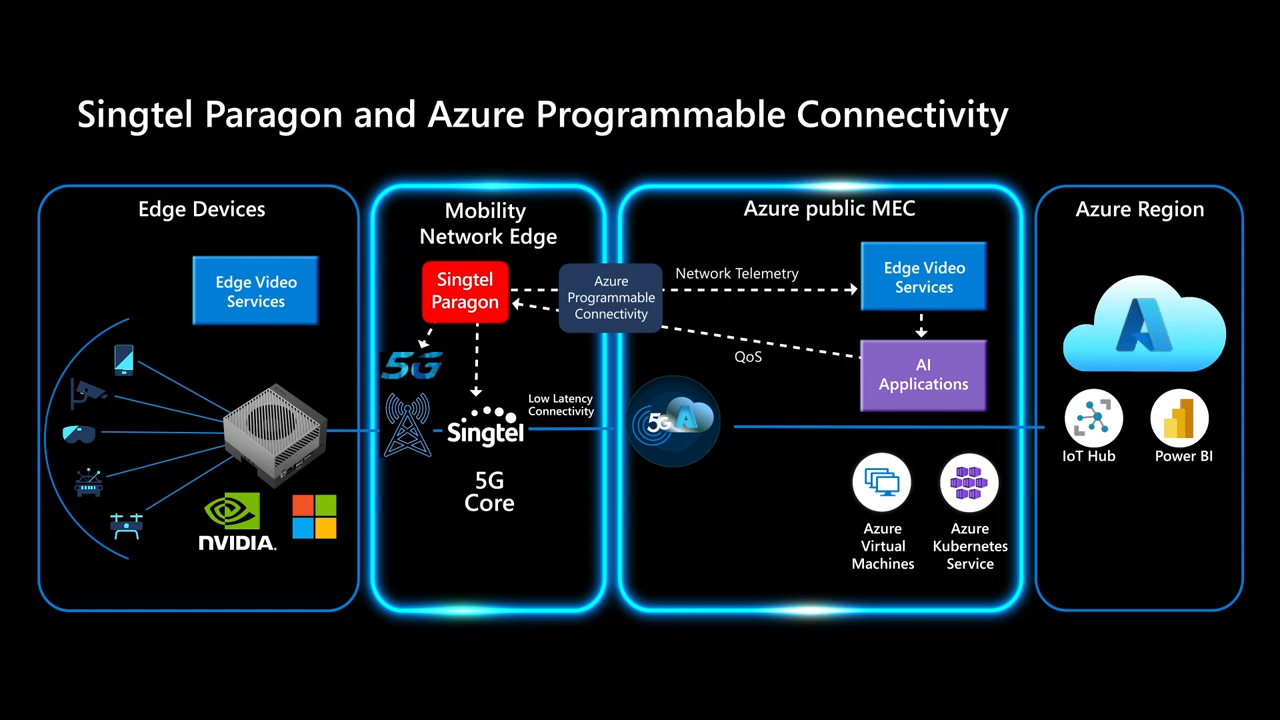 Singtel Paragon and Azure Programmable Connectivity
Edge Devices
Edge Video
Services
NVIDIA.
Mobility
Network Edge
Singtel
Paragon
5G
Singtel
5G
Core
Low Latency
Connectivity
Azure
Programmable
Connectivity
Azure public MEC
Network Telemetry
QoS
Edge Video
Services
AI
Applications
5G
Azure
Virtual
Machines
Azure
Kubernetes
Service
Azure Region
IoT Hub
Power BI